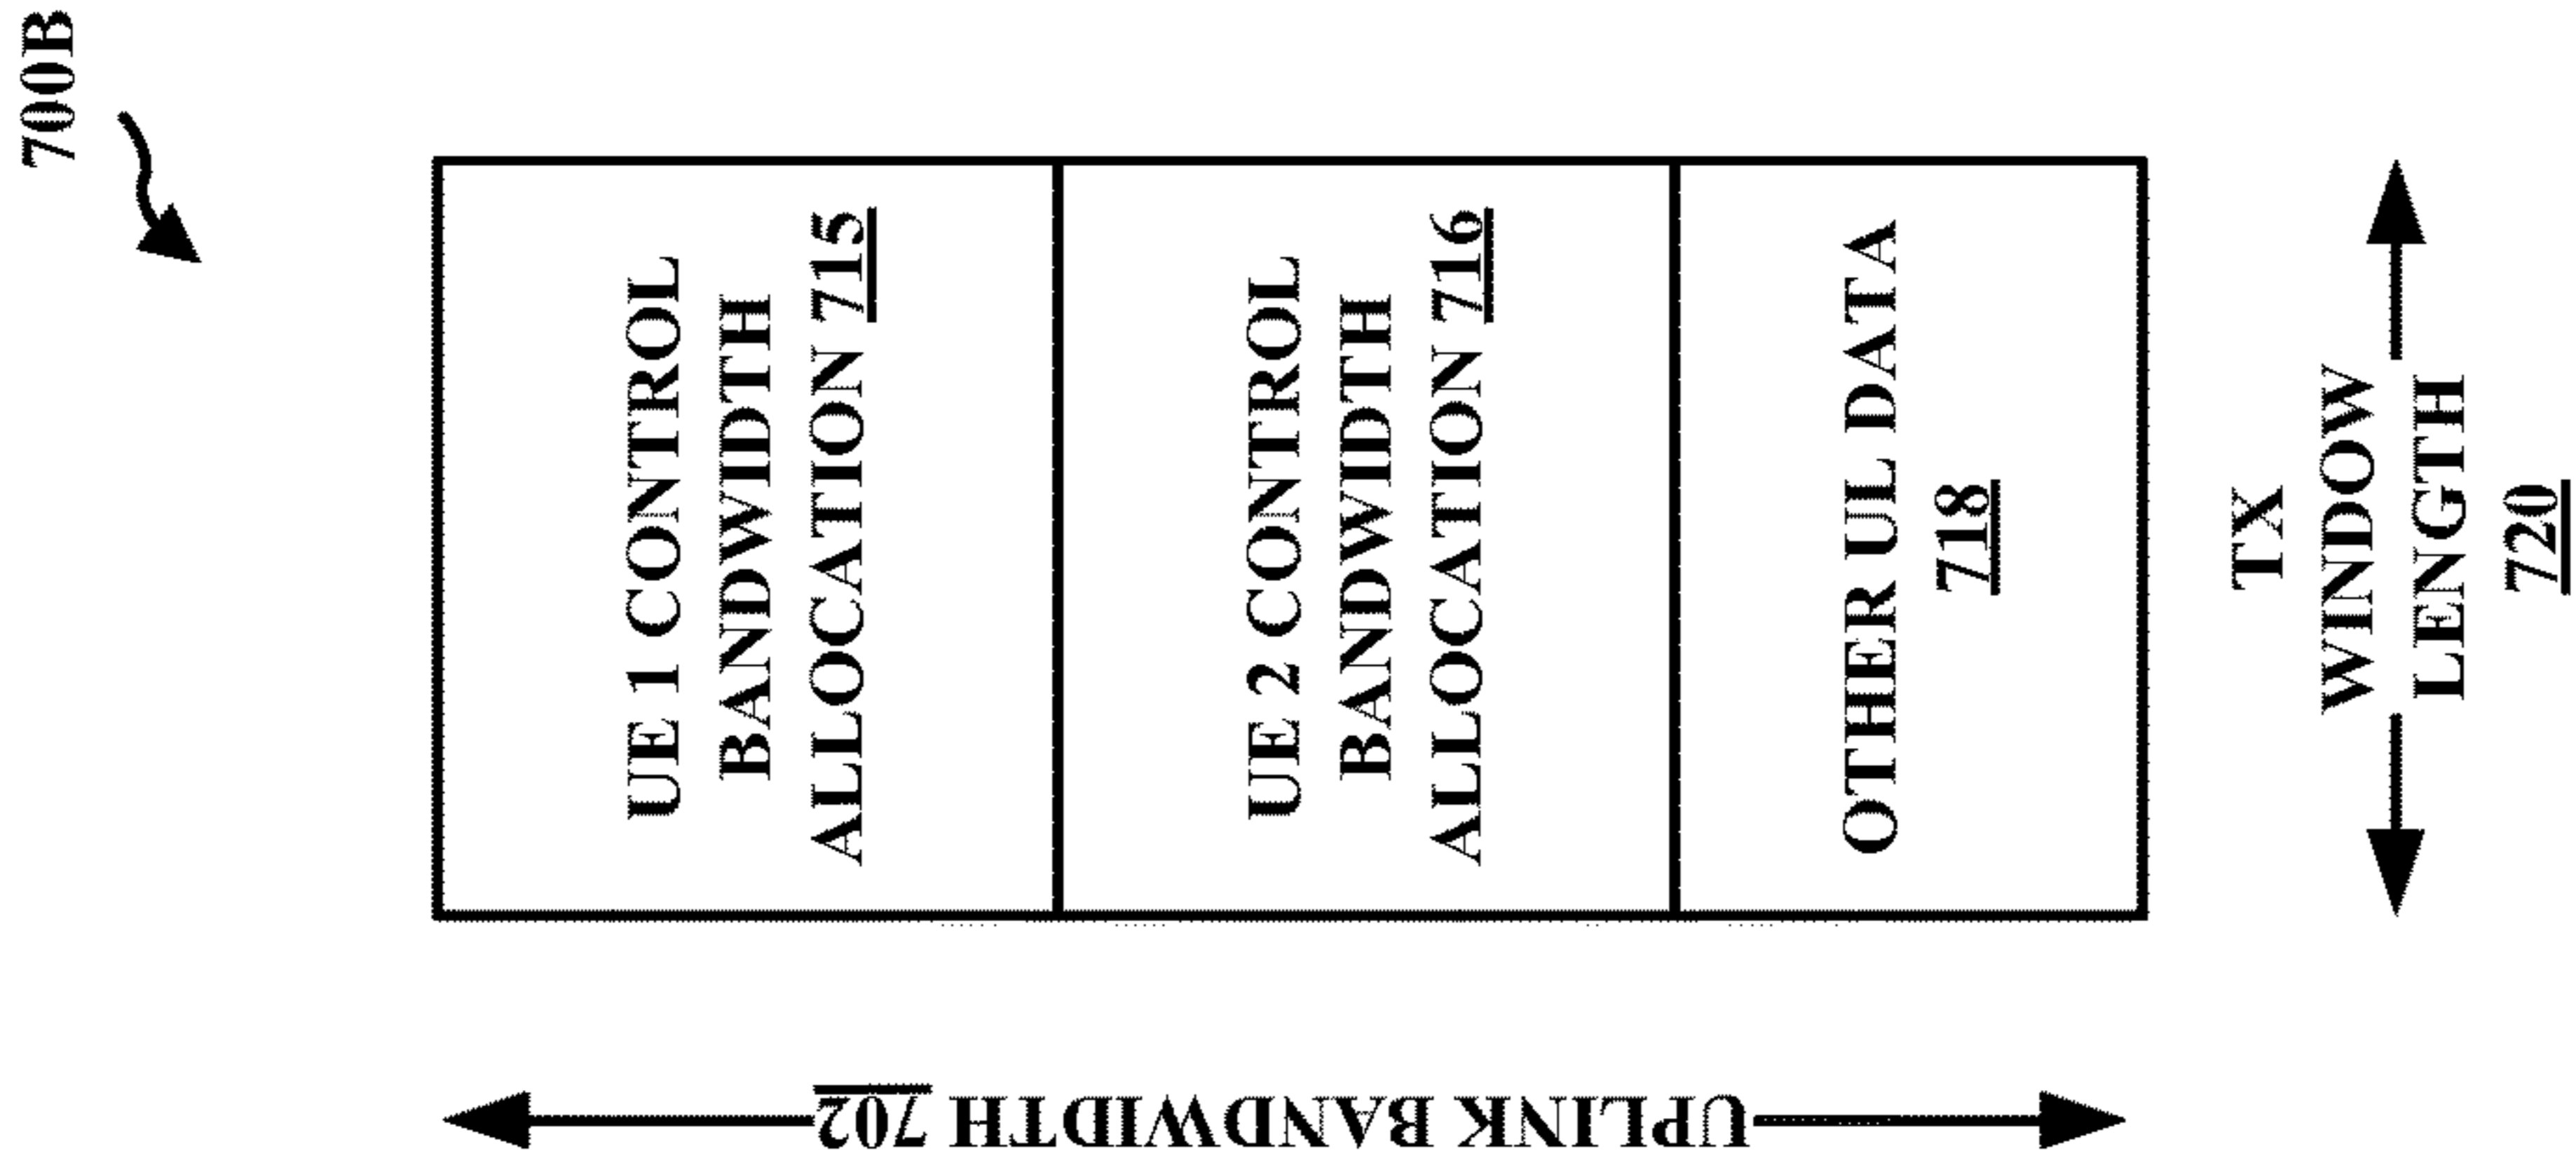 700B
UE 1 CONTROL
BANDWIDTH
ALLOCATION 715
UE 2 CONTROL
BANDWIDTH
ALLOCATION 716
OTHER UL DATA
718
TX
WINDOW
LENGTH
720
UPLINK BANDWIDTH 702